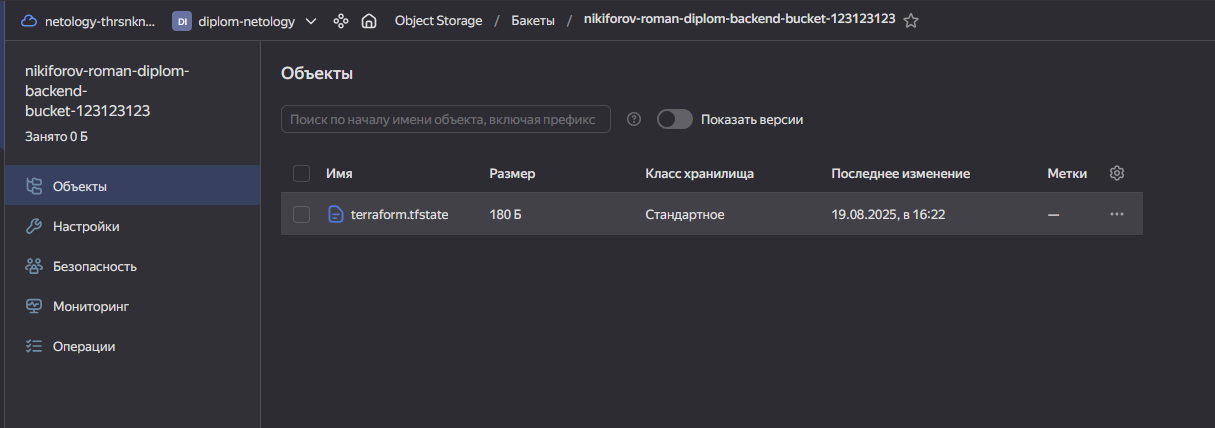 netology-thrsnkn...
DI diplom-netology
Object Storage / Бакеты / nikiforov-roman-diplom-backend-bucket-123123123
nikiforov-roman-diplom-
backend-
bucket-123123123
Занято 0 Б
Объекты
Настройки
Безопасность
Мониторинг
Операции
Объекты
Поиск по началу имени объекта, включая префикс
Показать версии
Имя Размер Класс хранилища Последнее изменение Метки
terraform.tfstate 180 Б Стандартное 19.08.2025, в 16:22 —